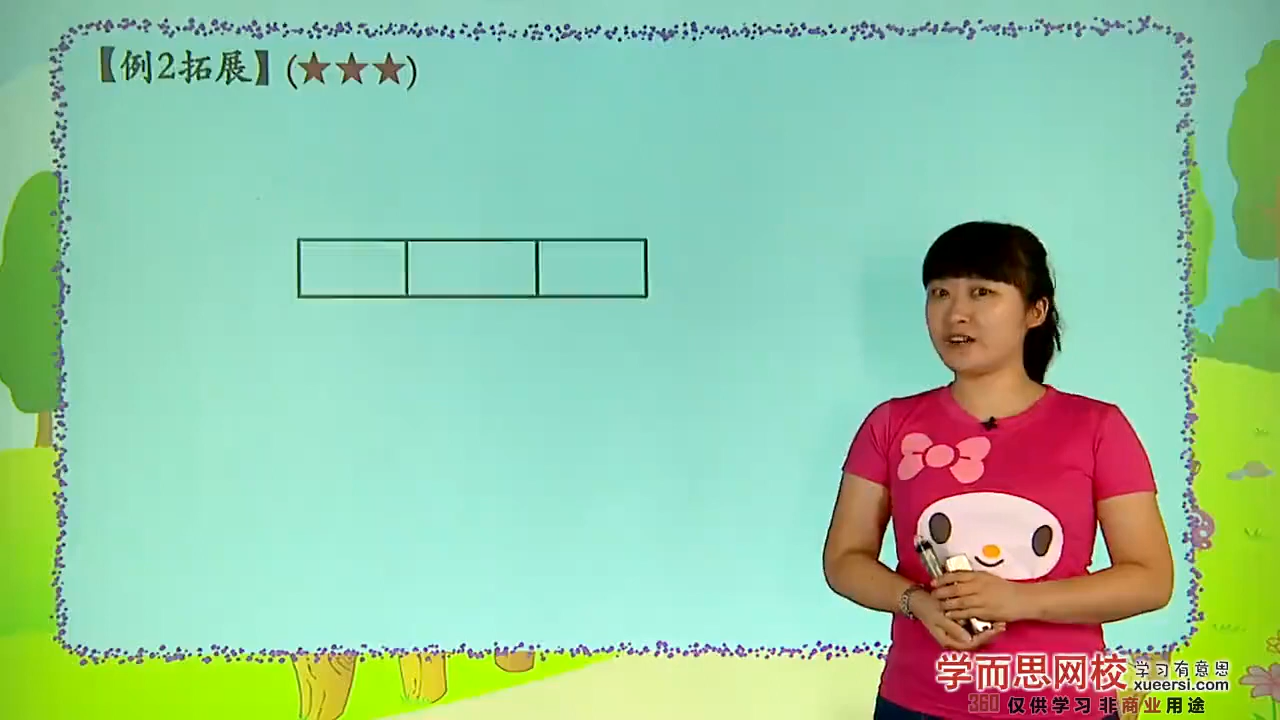 【例2拓展】(★★★)
学而思网校 学习有意思
xueersi.com
360 仅供学习 非商业用途